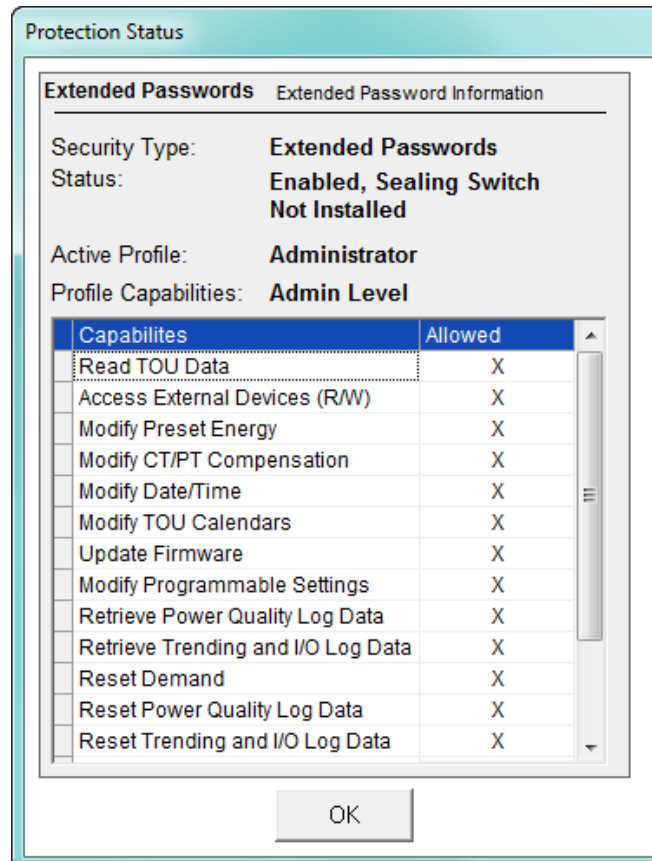 Protection Status
Extended Passwords Extended Password Information
Security Type: Extended Passwords
Status: Enabled, Sealing Switch
Not Installed
Active Profile: Administrator
Profile Capabilities: Admin Level
Capabilites Allowed
Read TOU Data X
Access External Devices (R/W) X
Modify Preset Energy X
Modify CT/PT Compensation X
Modify Date/Time X
Modify TOU Calendars X
Update Firmware X
Modify Programmable Settings X
Retrieve Power Quality Log Data X
Retrieve Trending and I/O Log Data X
Reset Demand X
Reset Power Quality Log Data X
Reset Trending and I/O Log Data X
OK